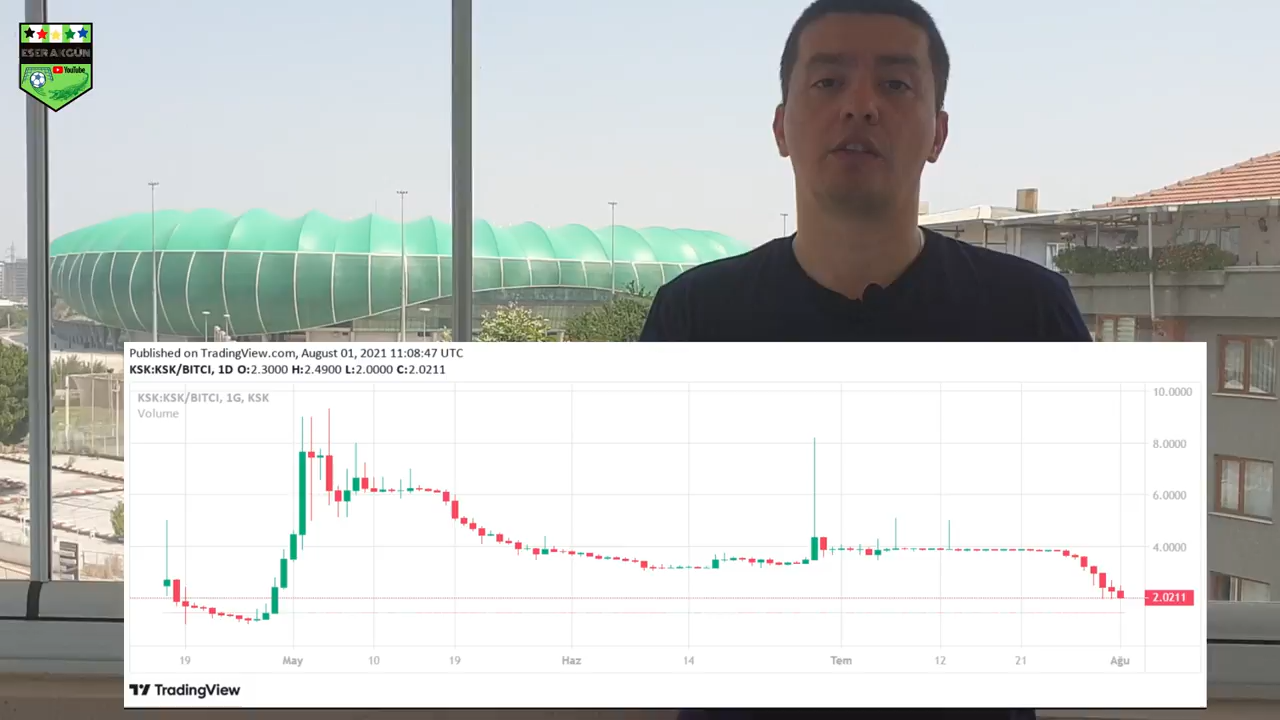 ESER AKGÜN
YouTube
Published on TradingView.com, August 01, 2021 11:08:47 UTC
KSK:KSK/BITCI, 1D O:2.3000 H:2.4900 L:2.0000 C:2.0211
KSK:KSK/BITCI, 1G, KSK
Volume
10.0000
8.0000
6.0000
4.0000
2.0211
19 May 10 19 Haz 14 Tem 12 21 Ağu
TradingView